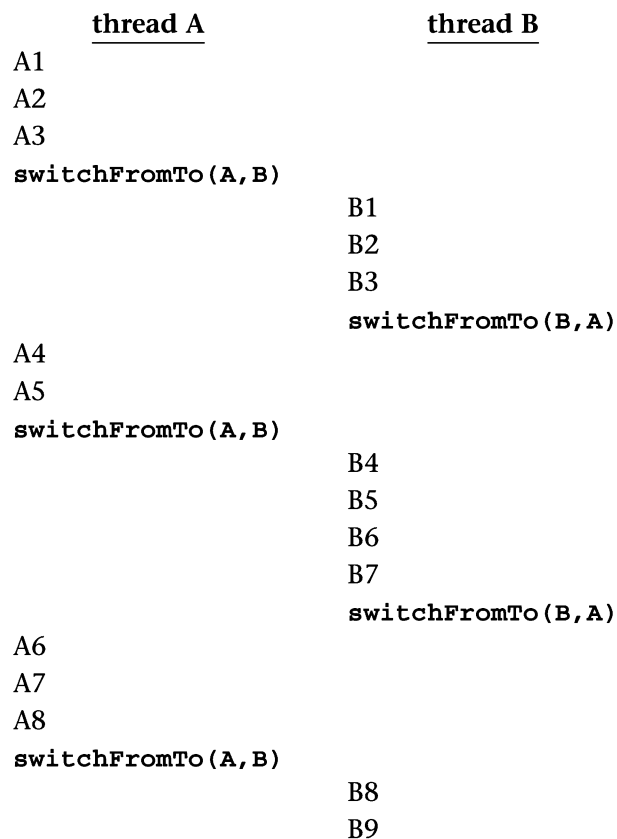 thread A thread B
A1
A2
A3
switchFromTo(A,B)
B1
B2
B3
switchFromTo(B,A)
A4
A5
switchFromTo(A,B)
B4
B5
B6
B7
switchFromTo(B,A)
A6
A7
A8
switchFromTo(A,B)
B8
B9